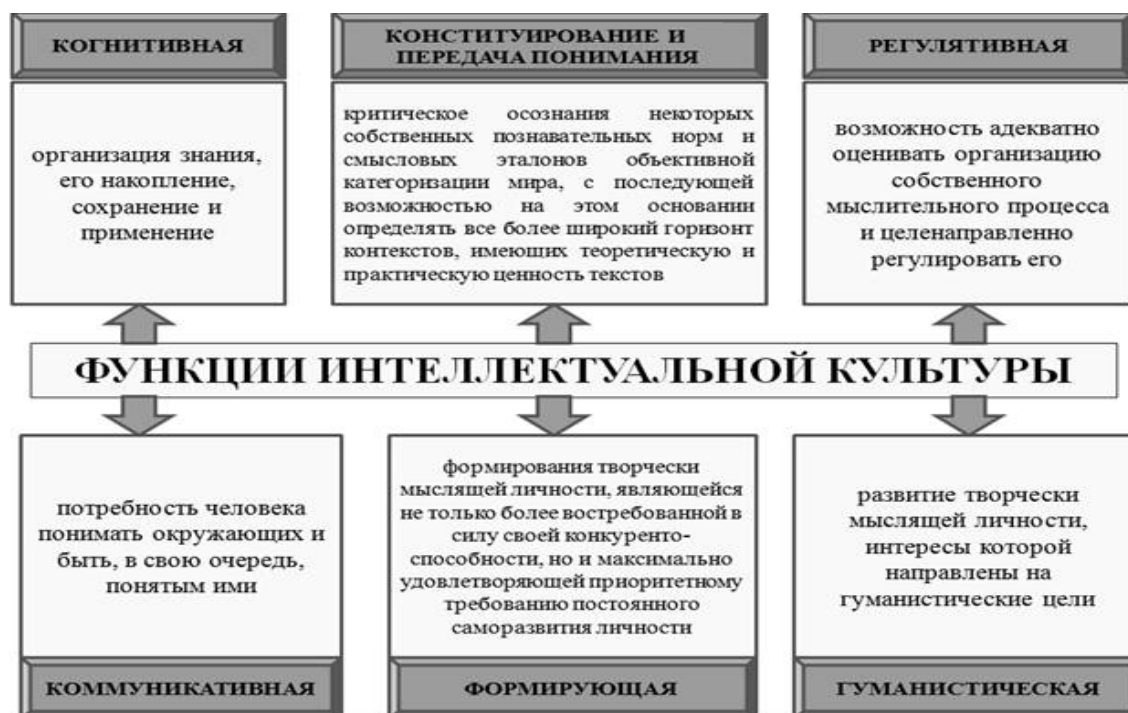 КОГНИТИВНАЯ
организация знания,
его накопление,
сохранение и
применение
КОНСТИТУИРОВАНИЕ И
ПЕРЕДАЧА ПОНИМАНИЯ
критическое осознания некоторых
собственных познавательных норм и
смысловых эталонов объективной
категоризации мира, с последующей
возможностью на этом основании
определять все более широкий горизонт
контекстов, имеющих теоретическую и
практическую ценность текстов
РЕГУЛЯТИВНАЯ
возможность адекватно
оценивать организацию
собственного
мыслительного процесса
и целенаправленно
регулировать его
ФУНКЦИИ ИНТЕЛЛЕКТУАЛЬНОЙ КУЛЬТУРЫ
потребность человека
понимать окружающих и
быть, в свою очередь,
понятым ими
КОММУНИКАТИВНАЯ
формирования творчески
мыслящей личности, являющейся
не только более востребованной в
силу своей конкуренто-
способности, но и максимально
удовлетворяющей приоритетному
требованию постоянного
саморазвития личности
ФОРМИРУЮЩАЯ
развитие творчески
мыслящей личности,
интересы которой
направлены на
гуманистические цели
ГУМАНИСТИЧЕСКАЯ